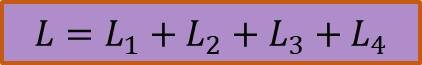 L = L₁ + L₂ + L₃ + L₄